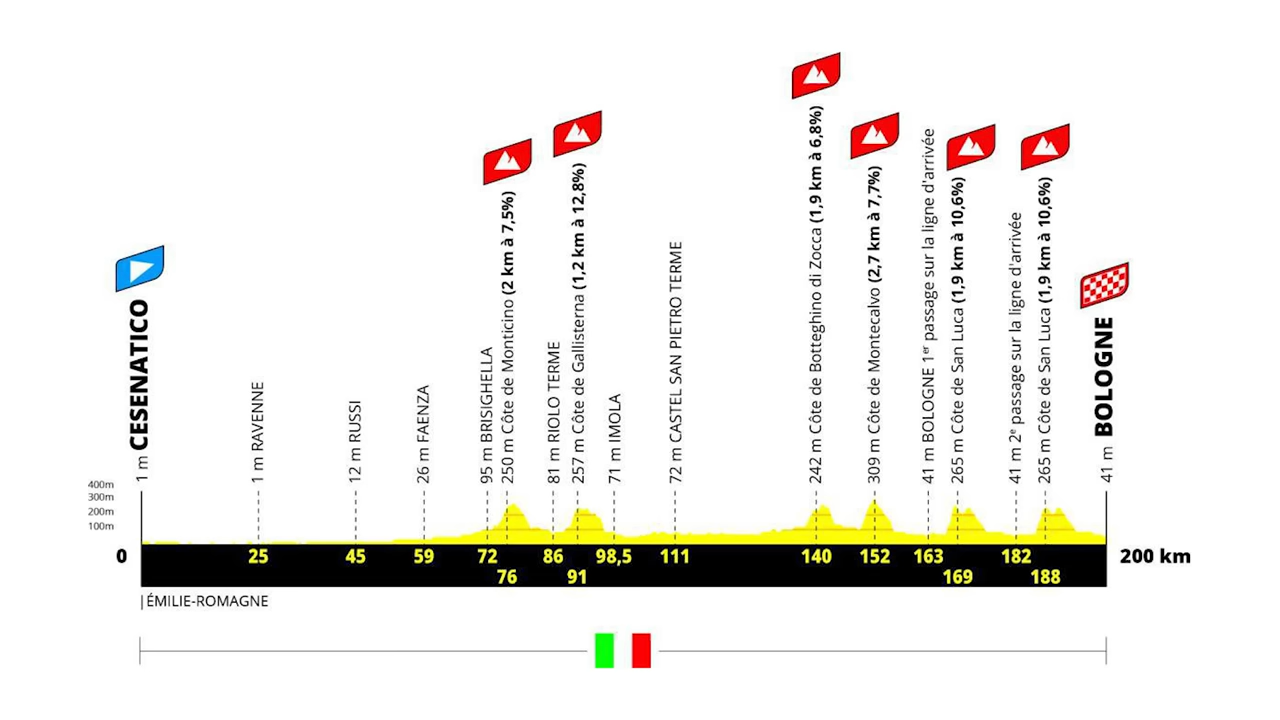 1 m CESENATICO
1 m RAVENNE
12 m RUSSI
26 m FAENZA
95 m BRISIGHELLA
250 m Côte de Monticino (2 km à 7,5%)
81 m RIOLO TERME
257 m Côte de Gallisterna (1,2 km à 12,8%)
71 m IMOLA
72 m CASTEL SAN PIETRO TERME
242 m Côte de Botteghino di Zocca (1,9 km à 6,8%)
309 m Côte de Montecalvo (2,7 km à 7,7%)
41 m BOLOGNE 1er passage sur la ligne d'arrivée
265 m Côte de San Luca (1,9 km à 10,6%)
41 m 2e passage sur la ligne d'arrivée
265 m Côte de San Luca (1,9 km à 10,6%)
41 m BOLOGNE
400m
300m
200m
100m
0 25 45 59 72 86 98,5 111 140 152 163 182 200 km
76 91 169 188
ÉMILIE-ROMAGNE